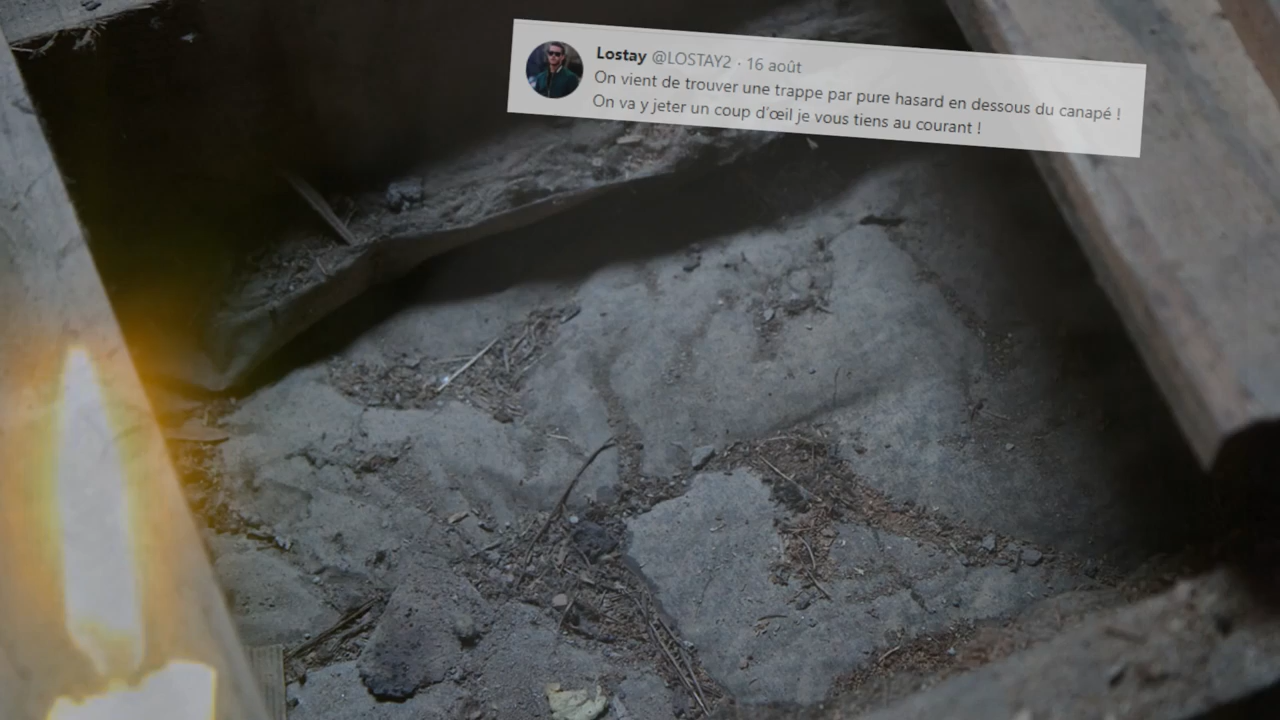 Lostay @LOSTAY2 · 16 août
On vient de trouver une trappe par pure hasard en dessous du canapé !
On va y jeter un coup d’œil je vous tiens au courant !